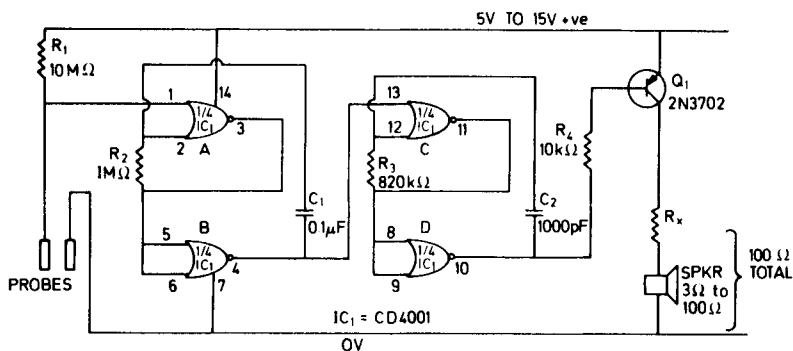 5V TO 15V +ve
R1
10MΩ
1
14
1/4
IC1
3
2
A
R2
1MΩ
C1
0.1µF
5
B
1/4
IC1
4
6
7
PROBES
13
1/4
IC1
11
12
C
R3
820kΩ
C2
1000pF
8
D
1/4
IC1
10
9
R4
10kΩ
Q1
2N3702
Rx
SPKR
3Ω to
100Ω
100 Ω
TOTAL
IC1 = CD4001
0V